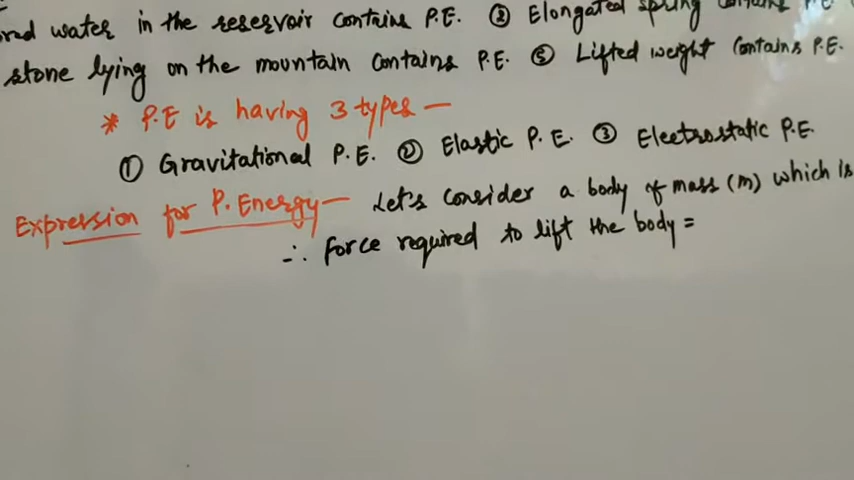 water in the reservoir contains P.E. ② Elongated spring contains P.E
stone lying on the mountain contains P.E. ⑤ Lifted weight contains P.E.
* P.E is having 3 types —
① Gravitational P.E. ② Elastic P.E. ③ Electrostatic P.E.
Expression for P. Energy — Let's consider a body of mass (m) which is
∴ force required to lift the body =